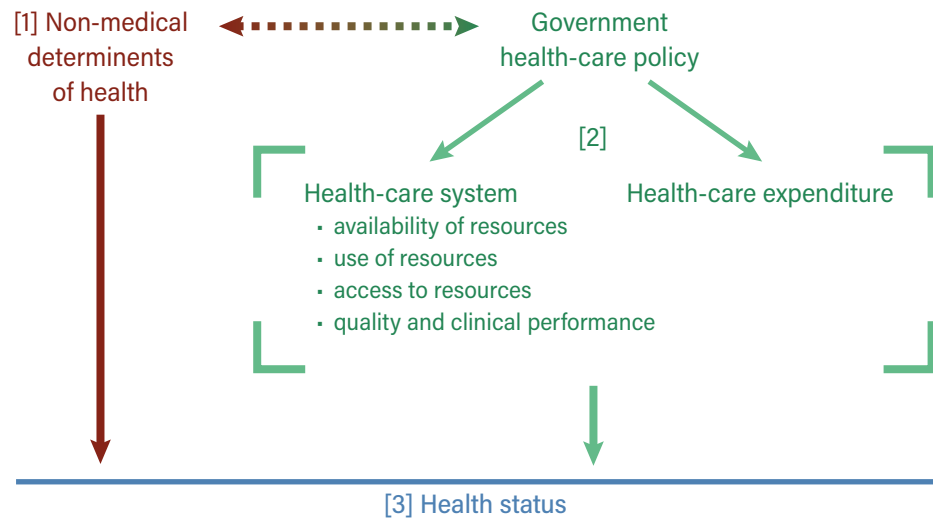 [1] Non-medical
determinents
of health
Government
health-care policy
[2]
Health-care system
▪ availability of resources
▪ use of resources
▪ access to resources
▪ quality and clinical performance
Health-care expenditure
[3] Health status